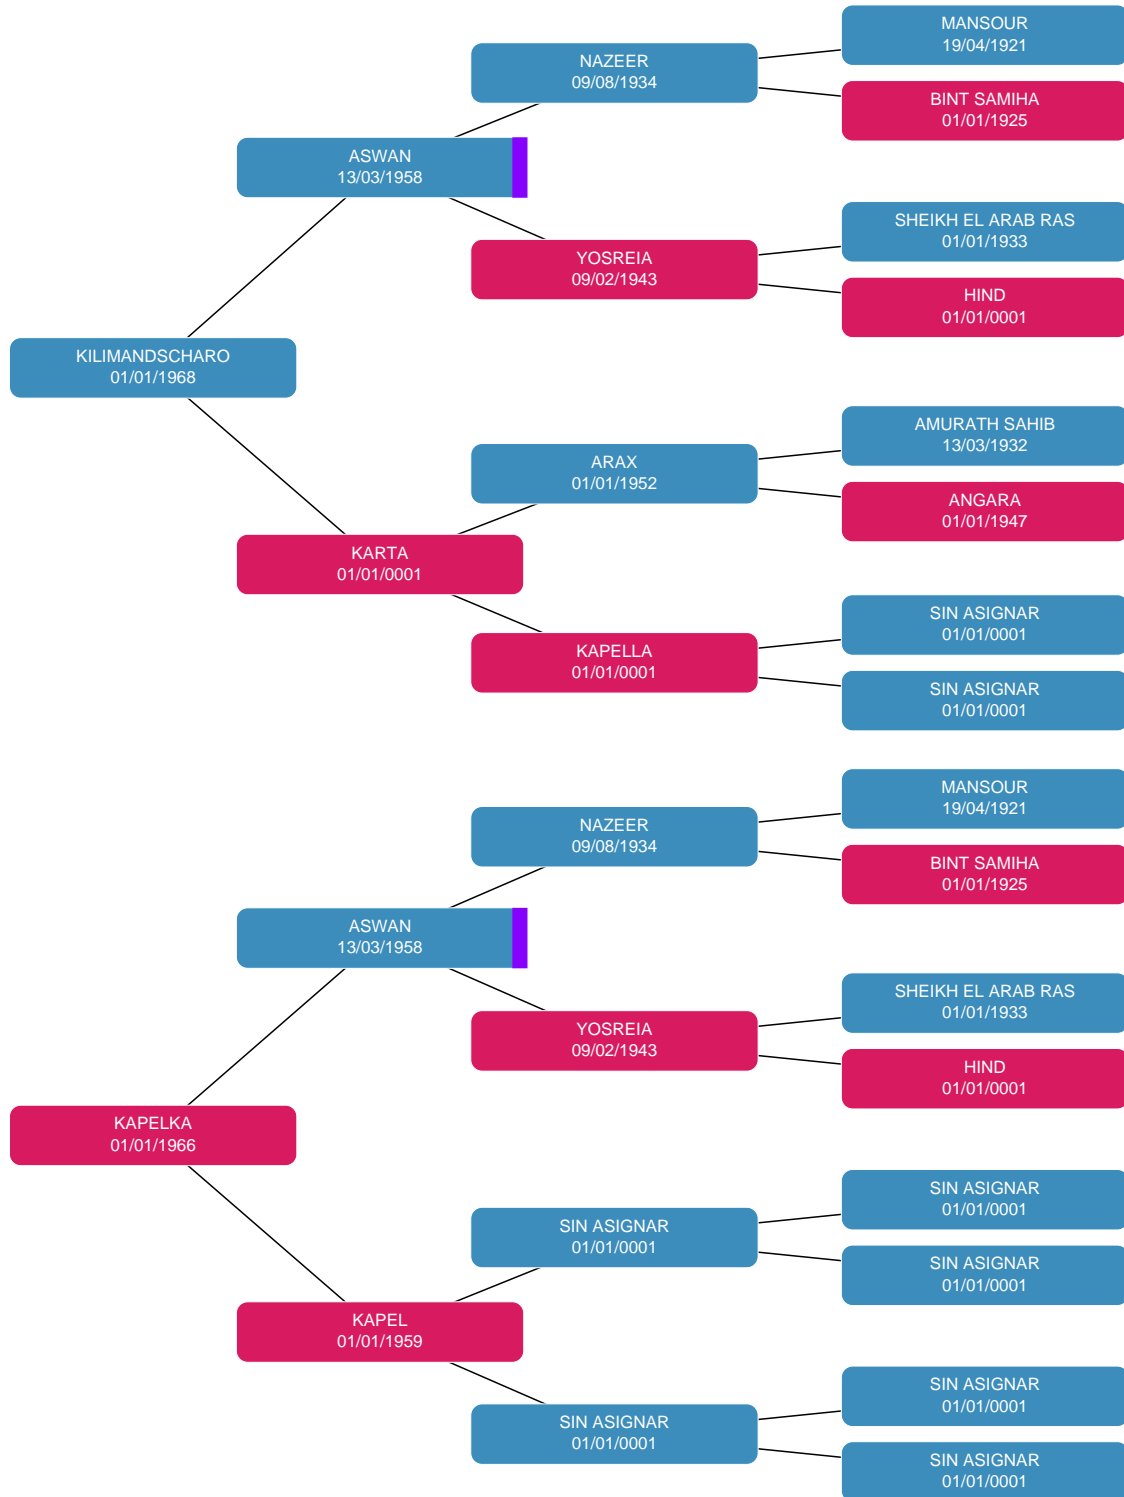 MANSOUR
19/04/1921
NAZEER
09/08/1934
BINT SAMIHA
01/01/1925
ASWAN
13/03/1958
SHEIKH EL ARAB RAS
01/01/1933
YOSREIA
09/02/1943
HIND
01/01/0001
KILIMANDSCHARO
01/01/1968
AMURATH SAHIB
13/03/1932
ARAX
01/01/1952
ANGARA
01/01/1947
KARTA
01/01/0001
SIN ASIGNAR
01/01/0001
KAPELLA
01/01/0001
SIN ASIGNAR
01/01/0001
MANSOUR
19/04/1921
NAZEER
09/08/1934
BINT SAMIHA
01/01/1925
ASWAN
13/03/1958
SHEIKH EL ARAB RAS
01/01/1933
YOSREIA
09/02/1943
HIND
01/01/0001
KAPELKA
01/01/1966
SIN ASIGNAR
01/01/0001
SIN ASIGNAR
01/01/0001
SIN ASIGNAR
01/01/0001
KAPEL
01/01/1959
SIN ASIGNAR
01/01/0001
SIN ASIGNAR
01/01/0001
SIN ASIGNAR
01/01/0001